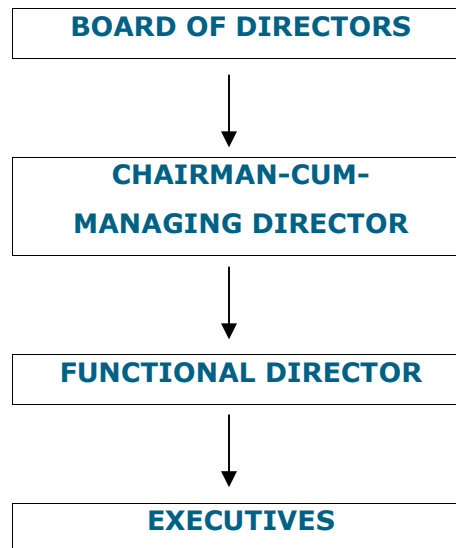 BOARD OF DIRECTORS
CHAIRMAN-CUM-
MANAGING DIRECTOR
FUNCTIONAL DIRECTOR
EXECUTIVES